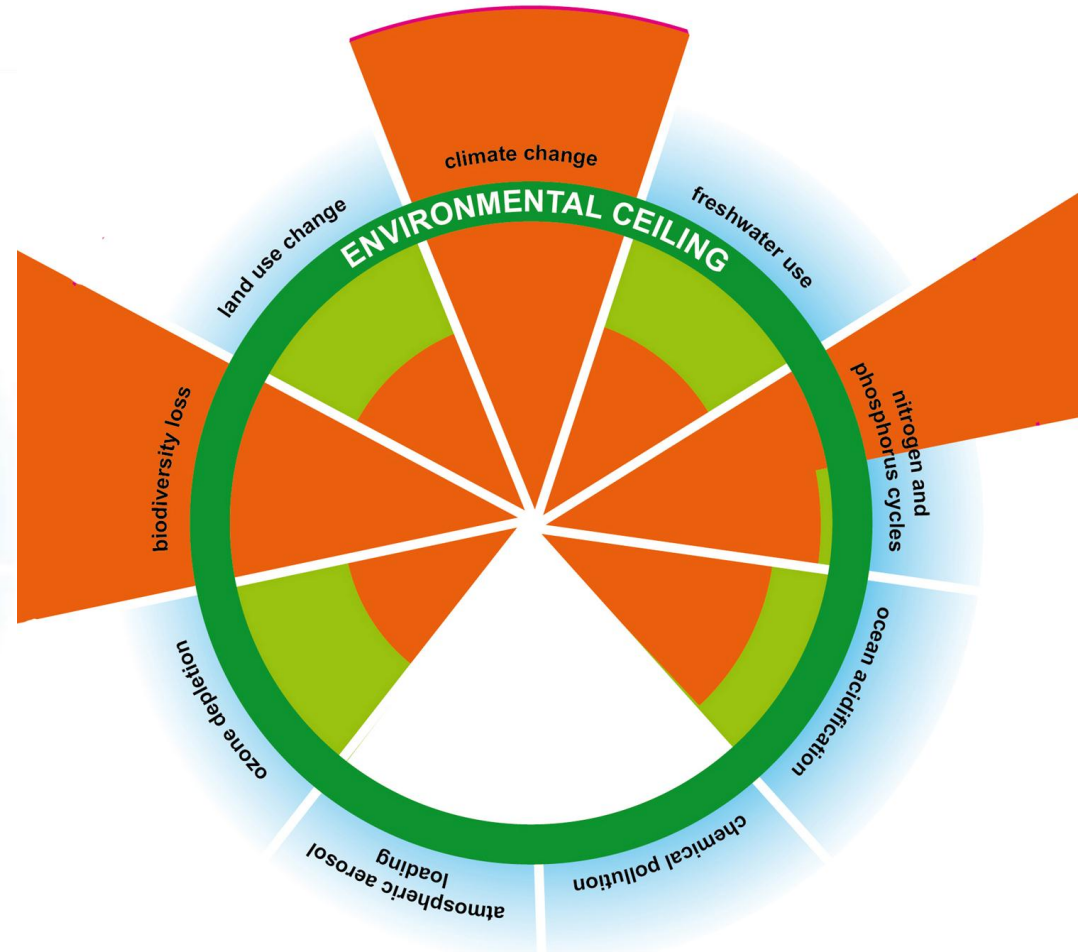 climate change
ENVIRONMENTAL CEILING
freshwater use
nitrogen and
phosphorus cycles
ocean acidification
chemical pollution
atmospheric aerosol
loading
ozone depletion
biodiversity loss
land use change